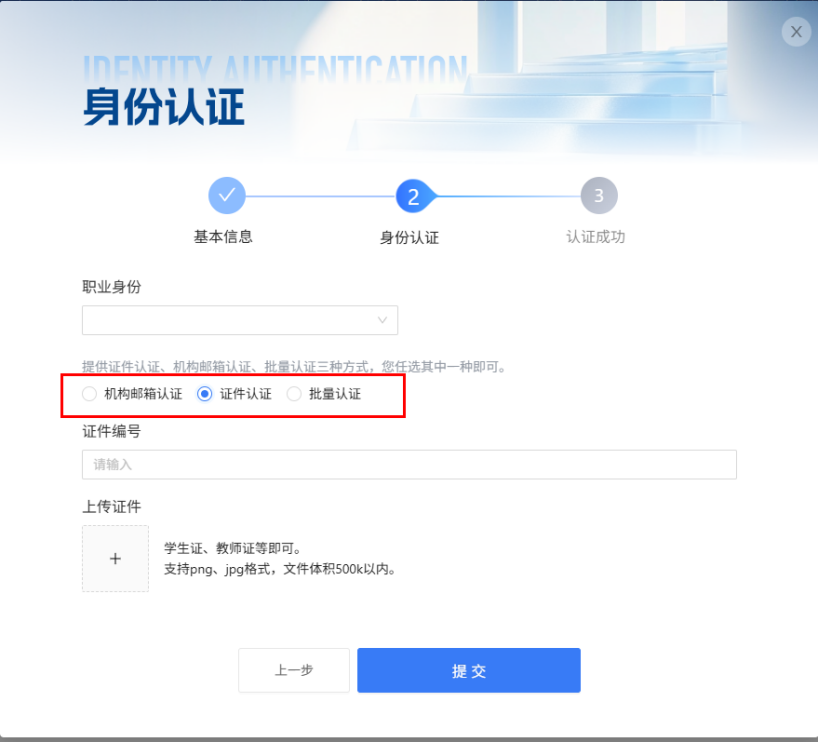 IDENTITY AUTHENTICATION
身份认证
2
3
基本信息
身份认证
认证成功
职业身份
提供证件认证、机构邮箱认证、批量认证三种方式，您任选其中一种即可。
机构邮箱认证 证件认证 批量认证
证件编号
请输入
上传证件
+
学生证、教师证等即可。
支持png、jpg格式，文件体积500k以内。
上一步 提 交